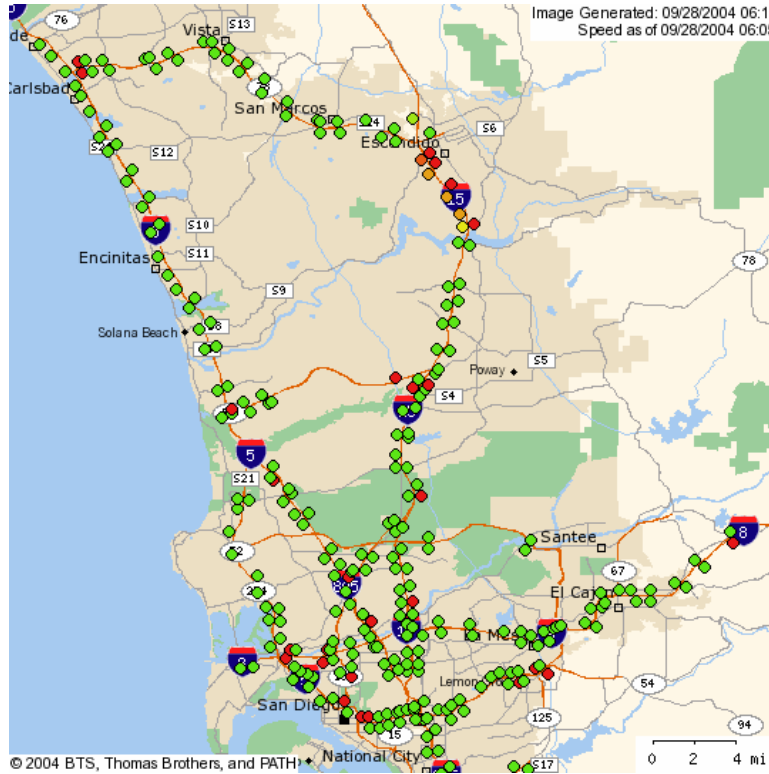 Image Generated: 09/28/2004 06:1
Speed as of 09/28/2004 06:0
76
S13
Vista
Carlsbad
San Marcos
S6
Escondido
S12
15
S10
S11
Encinitas
78
S9
Solana Beach
S5
Poway
S4
5
S21
Santee
8
52
67
El Cajon
Lemon
54
San Diego
125
94
15
National City
S17
0 2 4 mi
© 2004 BTS, Thomas Brothers, and PATH